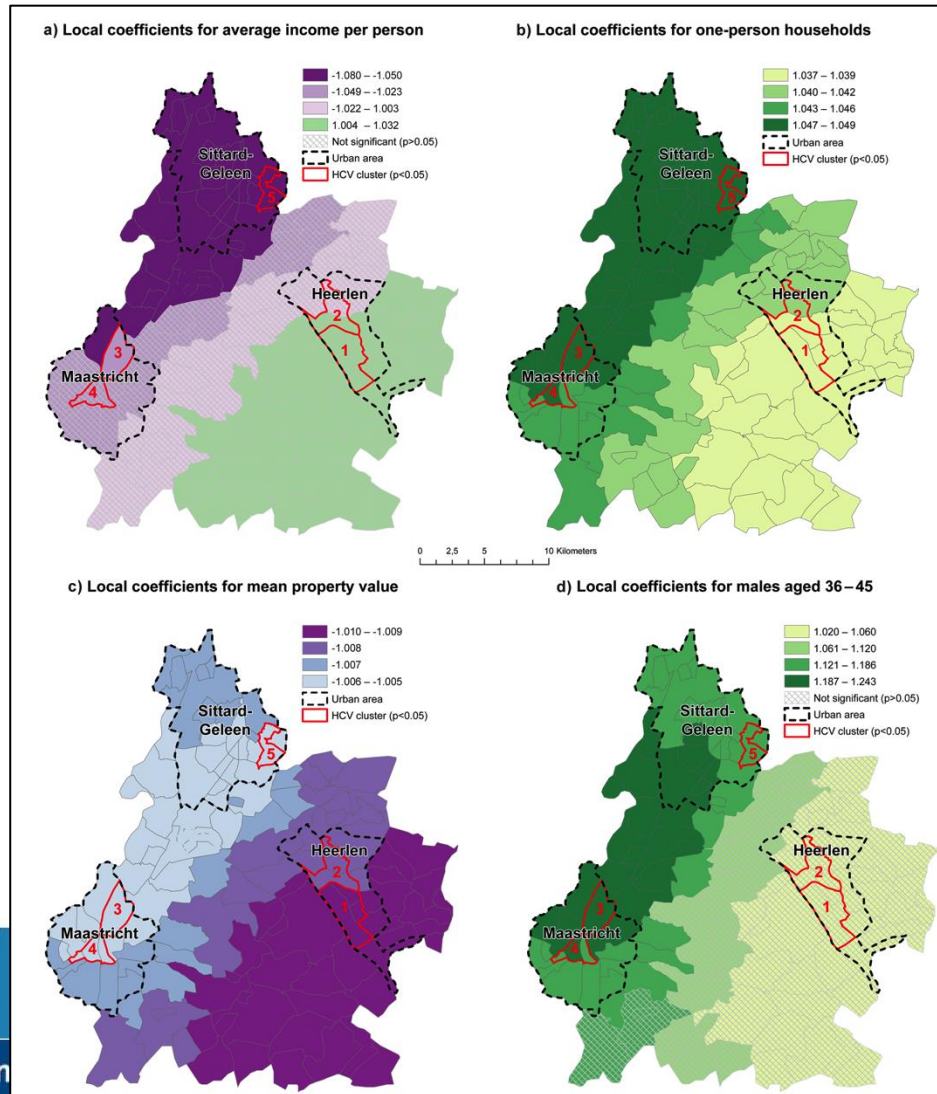 a) Local coefficients for average income per person
-1.080 – -1.050
-1.049 – -1.023
-1.022 – 1.003
1.004 – 1.032
Not significant (p>0.05)
Urban area
HCV cluster (p<0.05)
Sittard-
Geleen
5
Heerlen
2
1
3
Maastricht
4
b) Local coefficients for one-person households
1.037 – 1.039
1.040 – 1.042
1.043 – 1.046
1.047 – 1.049
Urban area
HCV cluster (p<0.05)
Sittard-
Geleen
5
Heerlen
2
1
3
Maastricht
4
0 2,5 5 10 Kilometers
c) Local coefficients for mean property value
-1.010 – -1.009
-1.008
-1.007
-1.006 – -1.005
Urban area
HCV cluster (p<0.05)
Sittard-
Geleen
5
Heerlen
2
1
3
Maastricht
4
d) Local coefficients for males aged 36–45
1.020 – 1.060
1.061 – 1.120
1.121 – 1.186
1.187 – 1.243
Not significant (p>0.05)
Urban area
HCV cluster (p<0.05)
Sittard-
Geleen
5
Heerlen
2
1
3
Maastricht
4